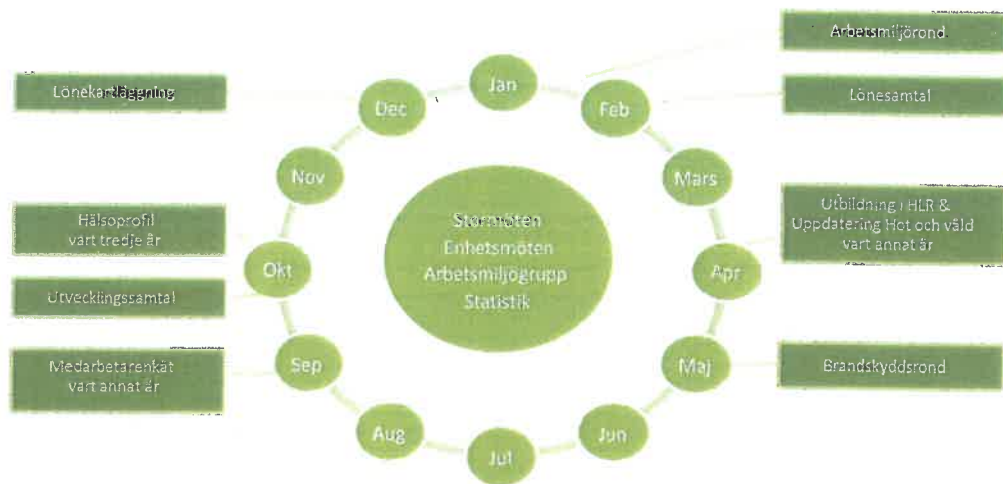 Jan
Feb
Mars
Apr
Maj
Jun
Jul
Aug
Sep
Okt
Nov
Dec
Stormöten
Enhetsmöten
Arbetsmiljögrupp
Statistik
Arbetsmiljörond
Lönesamtal
Utbildning i HLR &
Uppdatering Hot och våld
vart annat år
Brandskyddsrond
Medarbetarenkät
vart annat år
Utvecklingssamtal
Hälsoprofil
vart tredje år
Lönekartläggning